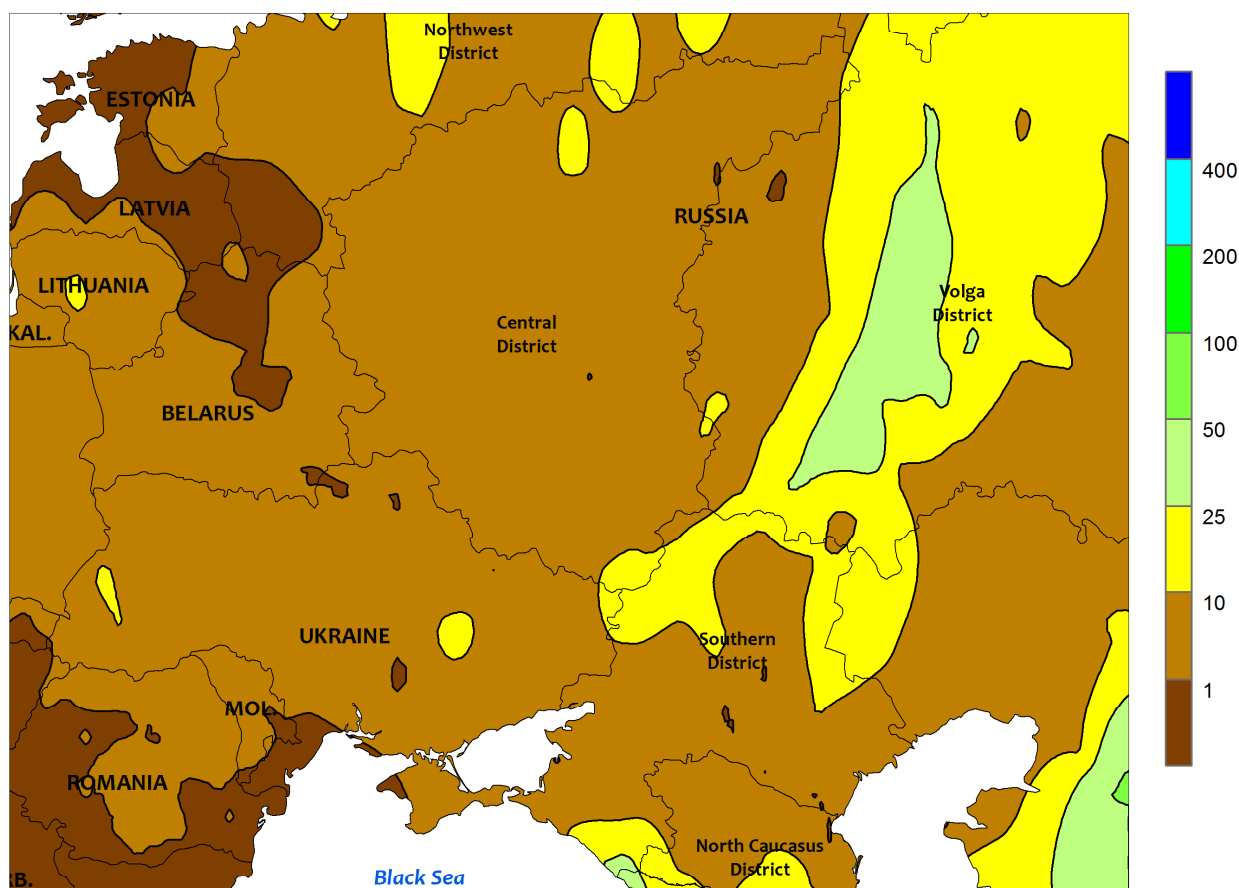 Northwest
District
ESTONIA
400
LATVIA
RUSSIA
200
LITHUANIA
Volga
District
KAL.
Central
District
100
BELARUS
50
25
10
UKRAINE
Southern
District
1
MOL.
ROMANIA
North Caucasus
District
RB.
Black Sea